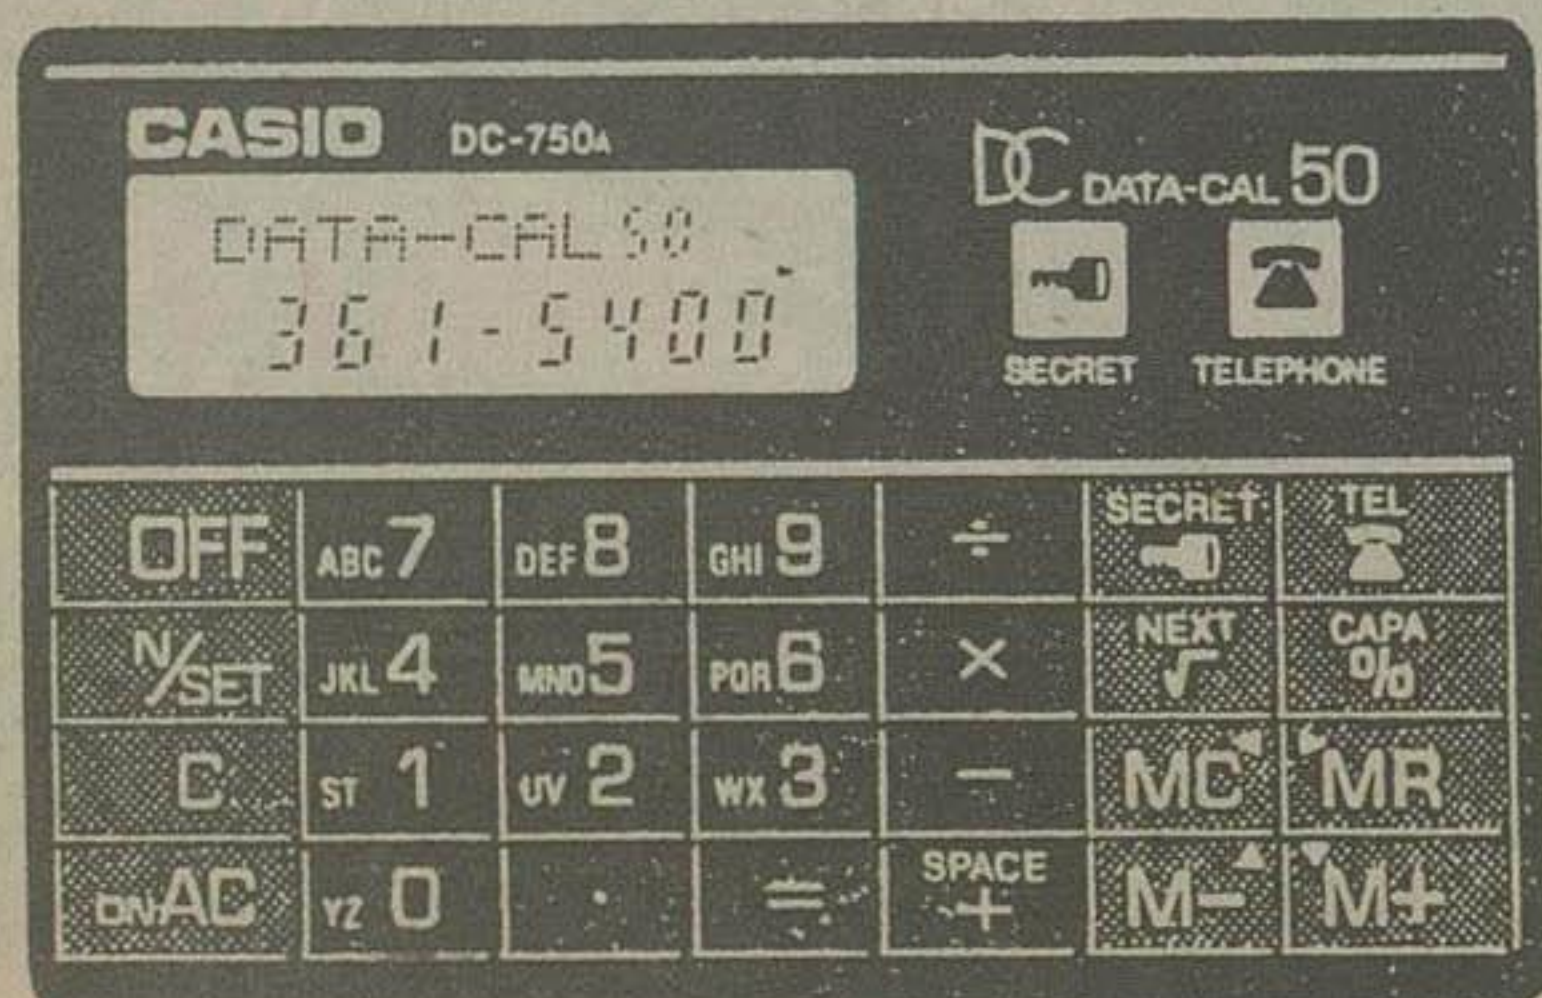 CASIO DC-750A
DC DATA-CAL 50
DATA-CAL 50
361-5400
SECRET TELEPHONE
OFF ABC 7 DEF 8 GHI 9 ÷ SECRET TEL
N/SET JKL 4 MNO 5 PQR 6 × NEXT √ CAPA %
C ST 1 UV 2 WX 3 − MC MR
ON/AC YZ 0 . = SPACE + M− M+